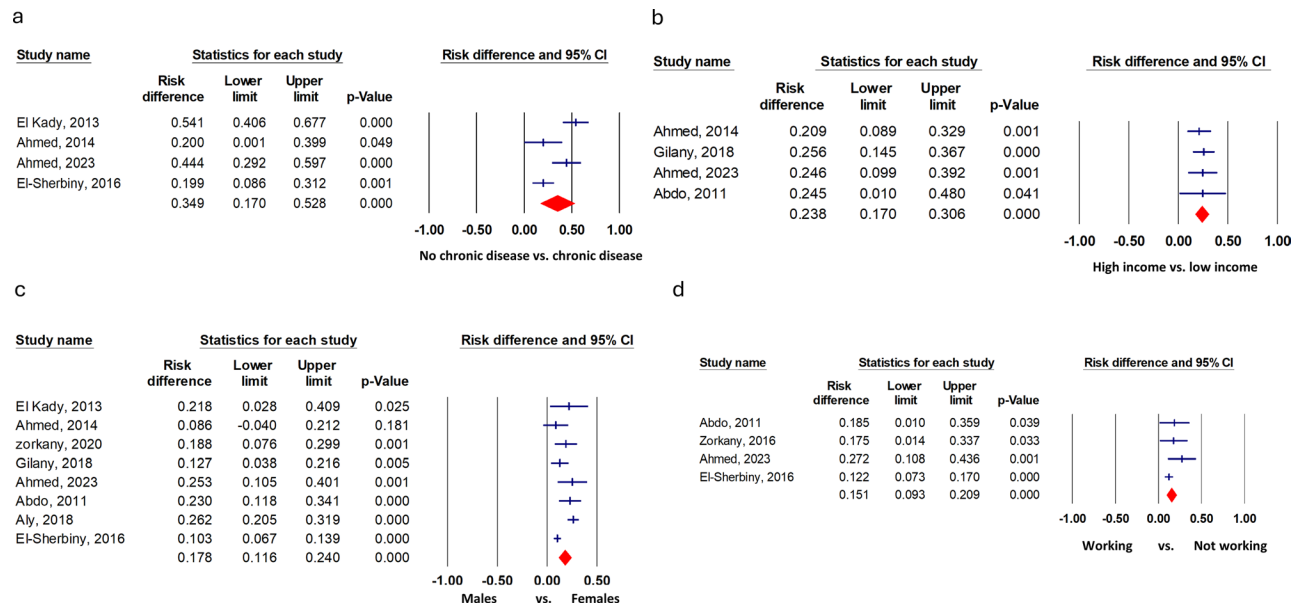 a
Study name Statistics for each study Risk difference and 95% CI
Risk difference Lower limit Upper limit p-Value
El Kady, 2013 0.541 0.406 0.677 0.000
Ahmed, 2014 0.200 0.001 0.399 0.049
Ahmed, 2023 0.444 0.292 0.597 0.000
El-Sherbiny, 2016 0.199 0.086 0.312 0.001
0.349 0.170 0.528 0.000
-1.00 -0.50 0.00 0.50 1.00
No chronic disease vs. chronic disease
b
Study name Statistics for each study Risk difference and 95% CI
Risk difference Lower limit Upper limit p-Value
Ahmed, 2014 0.209 0.089 0.329 0.001
Gilany, 2018 0.256 0.145 0.367 0.000
Ahmed, 2023 0.246 0.099 0.392 0.001
Abdo, 2011 0.245 0.010 0.480 0.041
0.238 0.170 0.306 0.000
-1.00 -0.50 0.00 0.50 1.00
High income vs. low income
c
Study name Statistics for each study Risk difference and 95% CI
Risk difference Lower limit Upper limit p-Value
El Kady, 2013 0.218 0.028 0.409 0.025
Ahmed, 2014 0.086 -0.040 0.212 0.181
zorkany, 2020 0.188 0.076 0.299 0.001
Gilany, 2018 0.127 0.038 0.216 0.005
Ahmed, 2023 0.253 0.105 0.401 0.001
Abdo, 2011 0.230 0.118 0.341 0.000
Aly, 2018 0.262 0.205 0.319 0.000
El-Sherbiny, 2016 0.103 0.067 0.139 0.000
0.178 0.116 0.240 0.000
-1.00 -0.50 0.00 0.50
Males vs. Females
d
Study name Statistics for each study Risk difference and 95% CI
Risk difference Lower limit Upper limit p-Value
Abdo, 2011 0.185 0.010 0.359 0.039
Zorkany, 2016 0.175 0.014 0.337 0.033
Ahmed, 2023 0.272 0.108 0.436 0.001
El-Sherbiny, 2016 0.122 0.073 0.170 0.000
0.151 0.093 0.209 0.000
-1.00 -0.50 0.00 0.50 1.00
Working vs. Not working